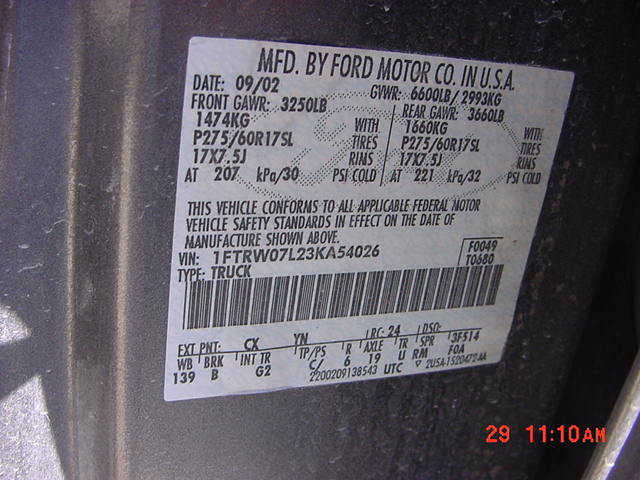 MFD. BY FORD MOTOR CO. IN U.S.A.
DATE: 09/02 GVWR: 6600LB/ 2993KG
FRONT GAWR: 3250LB REAR GAWR: 3660LB
1474KG WITH 1660KG WITH
P275/60R17SL TIRES P275/60R17SL TIRES
17X7.5J RIMS 17X7.5J RIMS
AT 207 kPa/30 PSI COLD AT 221 kPa/32 PSI COLD
THIS VEHICLE CONFORMS TO ALL APPLICABLE FEDERAL MOTOR
VEHICLE SAFETY STANDARDS IN EFFECT ON THE DATE OF
MANUFACTURE SHOWN ABOVE.
VIN: 1FTRW07L23KA54026 F0049
TYPE: TRUCK T0680
EXT PNT: CX YN RC: 24 DSO:
WB BRK INT TR TP/PS R AXLE TR SPR 3F514
139 B G2 C/ 6 19 U RM FOA
2200209138543 UTC 2U5A-1520472-AA
29 11:10AM